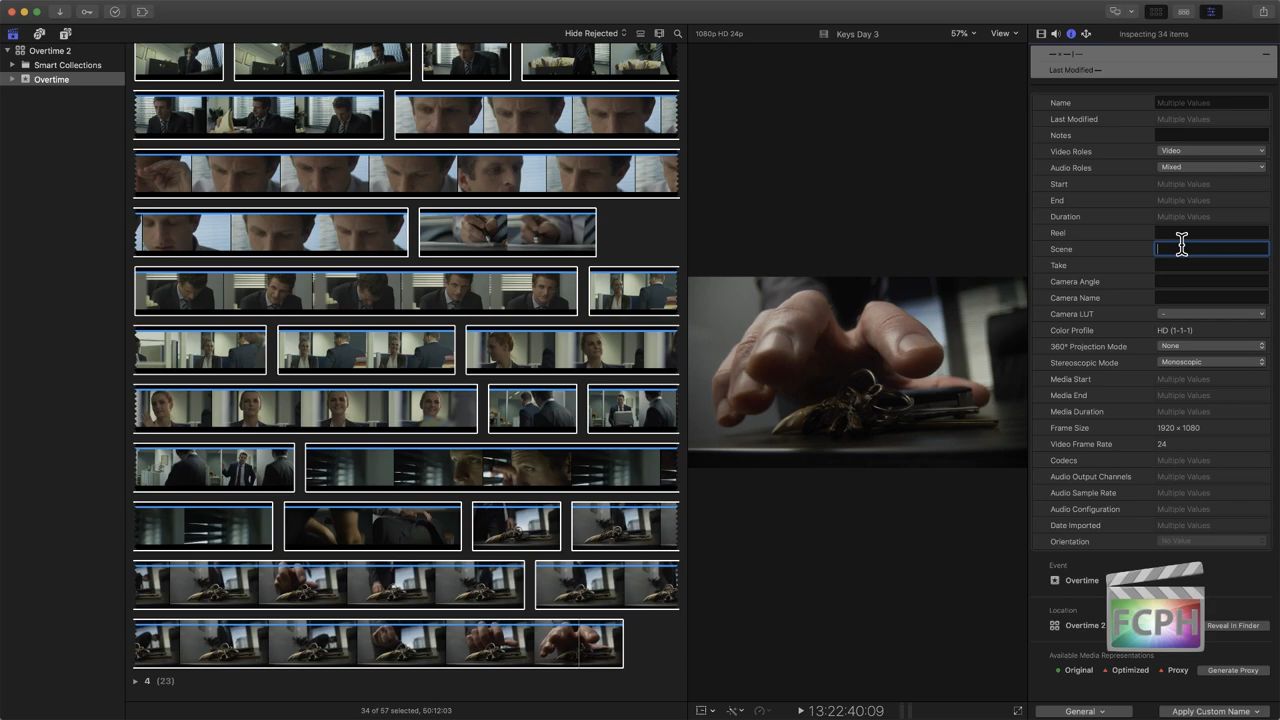 Hide Rejected
1080p HD 24p
Keys Day 3
57%
View
Inspecting 34 items
Overtime 2
Smart Collections
Overtime
— × — | —
—
Last Modified —
Name Multiple Values
Last Modified Multiple Values
Notes
Video Roles Video
Audio Roles Mixed
Start Multiple Values
End Multiple Values
Duration Multiple Values
Reel
Scene
Take
Camera Angle
Camera Name
Camera LUT -
Color Profile HD (1-1-1)
360° Projection Mode None
Stereoscopic Mode Monoscopic
Media Start Multiple Values
Media End Multiple Values
Media Duration Multiple Values
Frame Size 1920 × 1080
Video Frame Rate 24
Codecs Multiple Values
Audio Output Channels Multiple Values
Audio Sample Rate Multiple Values
Audio Configuration Multiple Values
Date Imported Multiple Values
Orientation No Value
Event
Overtime
FCPH
Location
Overtime 2
Reveal In Finder
Available Media Representations
Original
Optimized
Proxy
Generate Proxy
4 (23)
34 of 57 selected, 50:12:03
13:22:40:09
General
Apply Custom Name